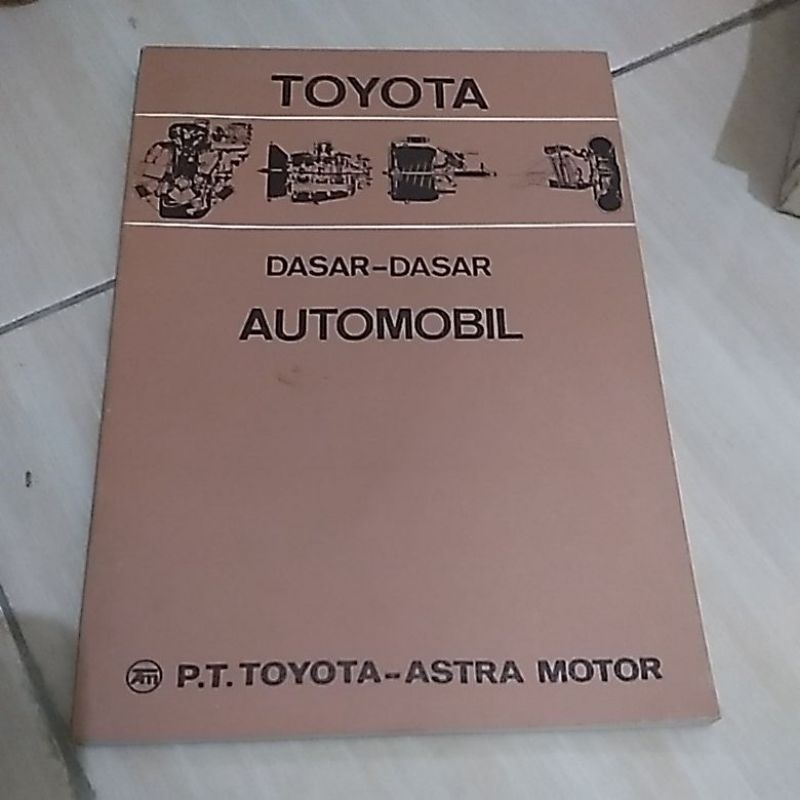 TOYOTA
DASAR-DASAR
AUTOMOBIL
P.T. TOYOTA-ASTRA MOTOR